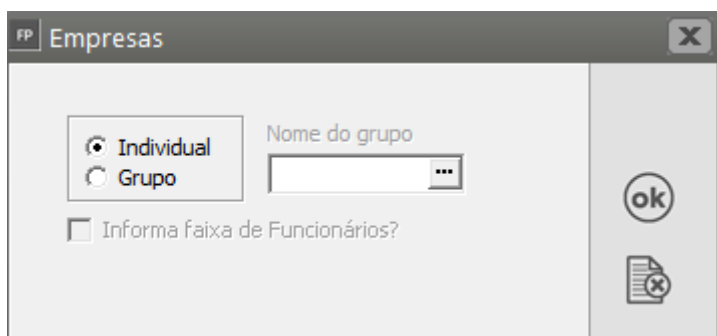 FP Empresas
Individual
Grupo
Nome do grupo
...
Informa faixa de Funcionários?
ok